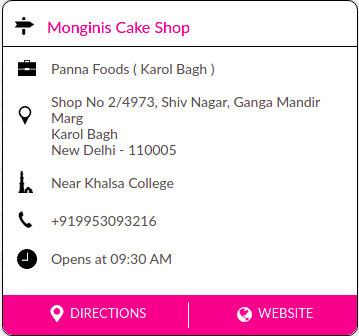 Monginis Cake Shop
Panna Foods ( Karol Bagh )
Shop No 2/4973, Shiv Nagar, Ganga Mandir
Marg
Karol Bagh
New Delhi - 110005
Near Khalsa College
+919953093216
Opens at 09:30 AM
DIRECTIONS
WEBSITE